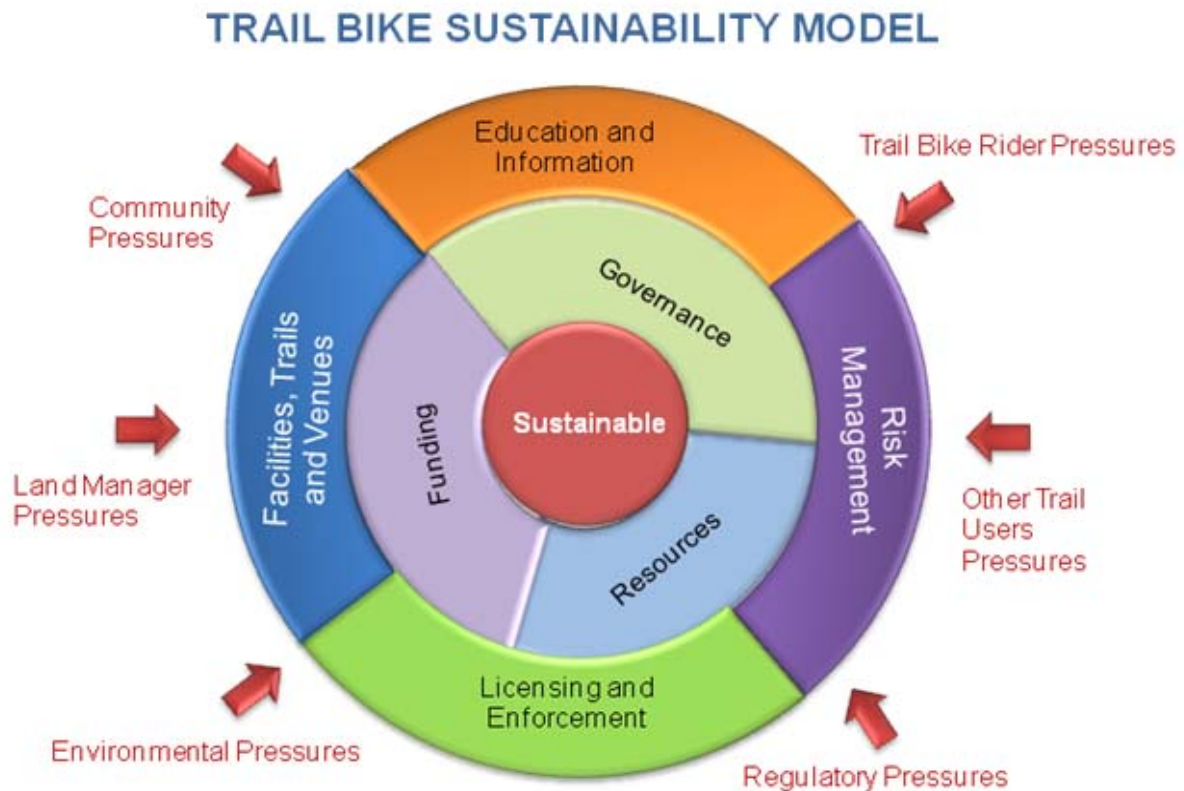 TRAIL BIKE SUSTAINABILITY MODEL
Education and
Information
Trail Bike Rider Pressures
Community
Pressures
Governance
Facilities, Trails
and Venues
Risk
Management
Funding
Sustainable
Land Manager
Pressures
Other Trail
Users
Pressures
Resources
Licensing and
Enforcement
Environmental Pressures
Regulatory Pressures